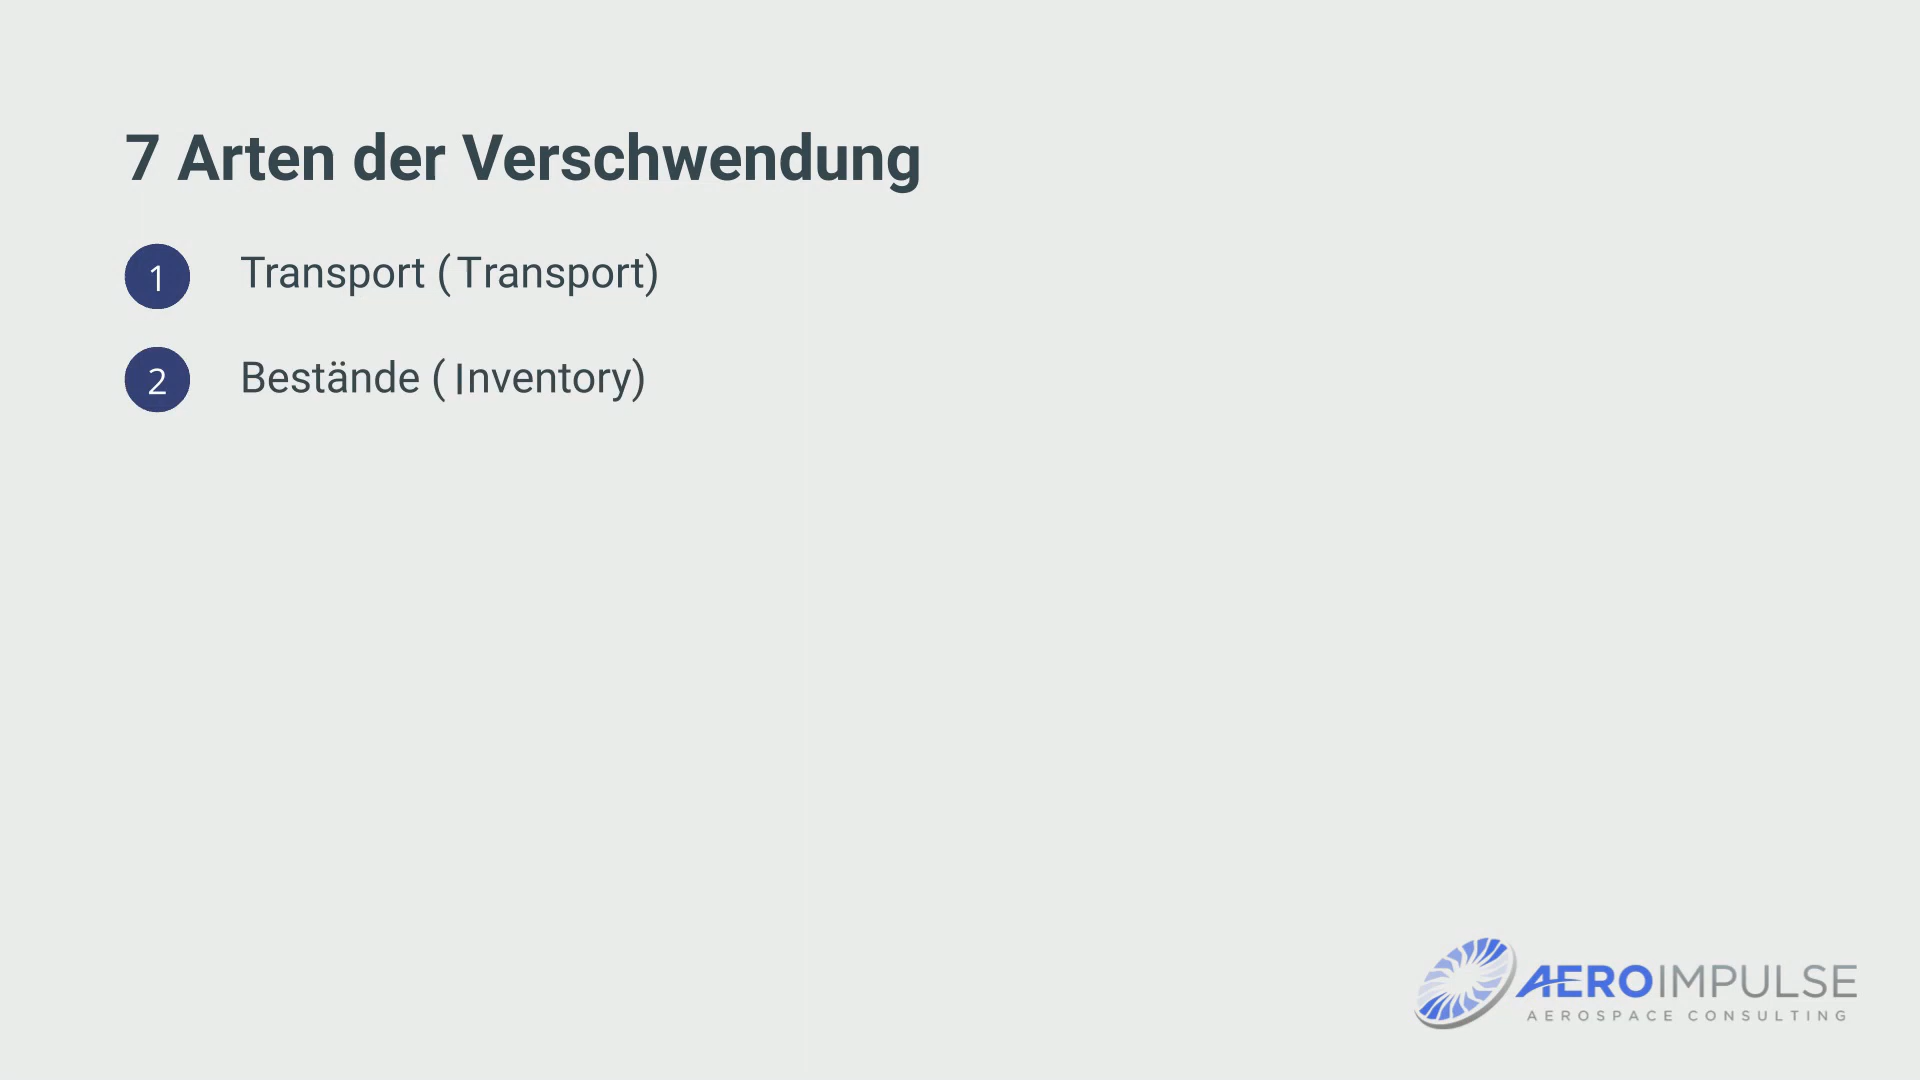 7 Arten der Verschwendung
1 Transport (Transport)
2 Bestände (Inventory)
AEROIMPULSE
AEROSPACE CONSULTING